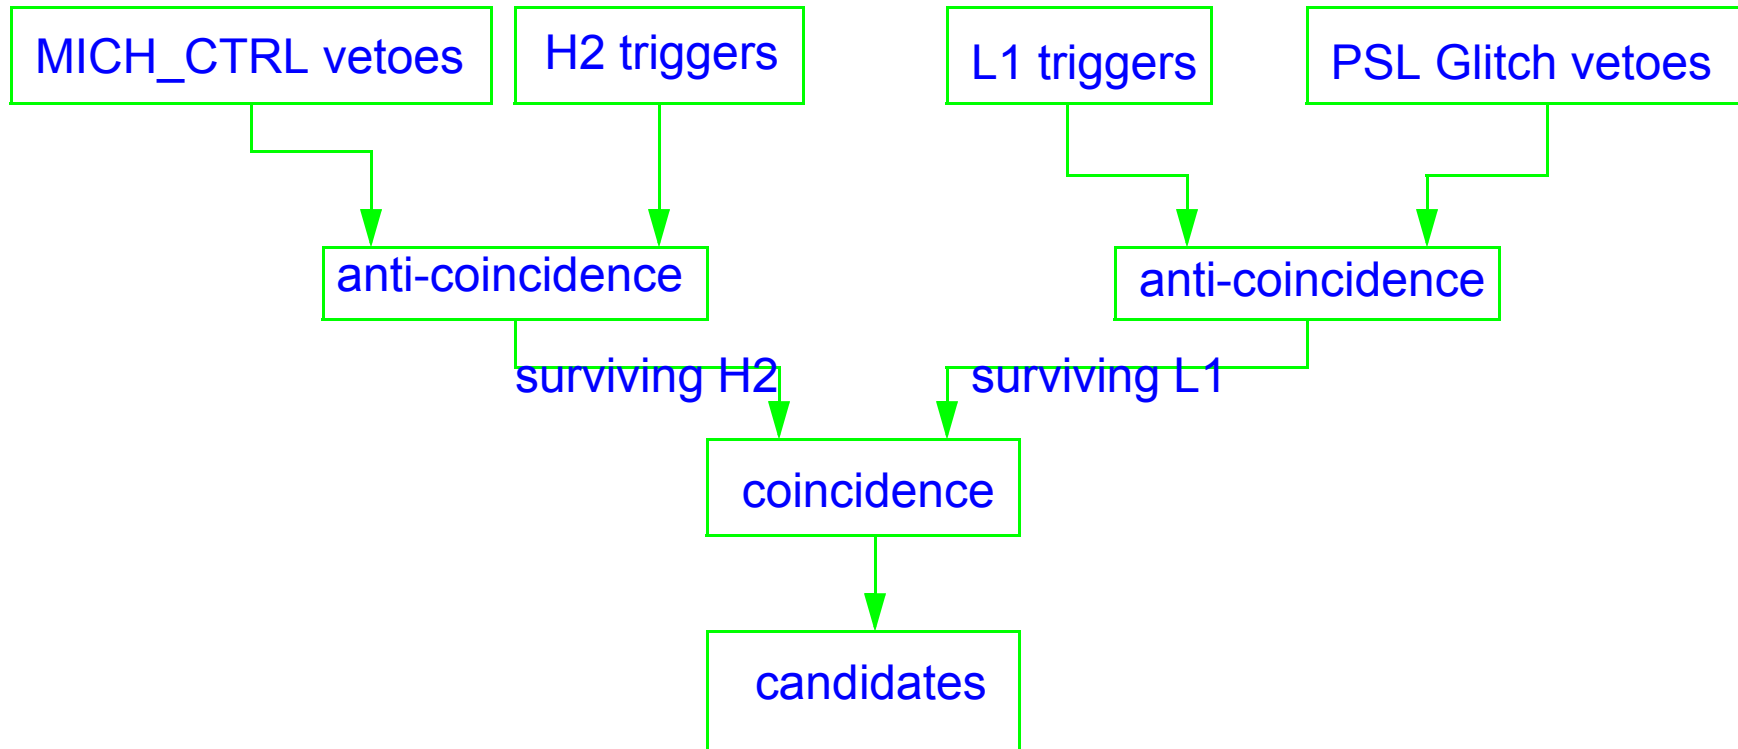 MICH_CTRL vetoes
H2 triggers
L1 triggers
PSL Glitch vetoes
anti-coincidence
anti-coincidence
surviving H2
surviving L1
coincidence
candidates